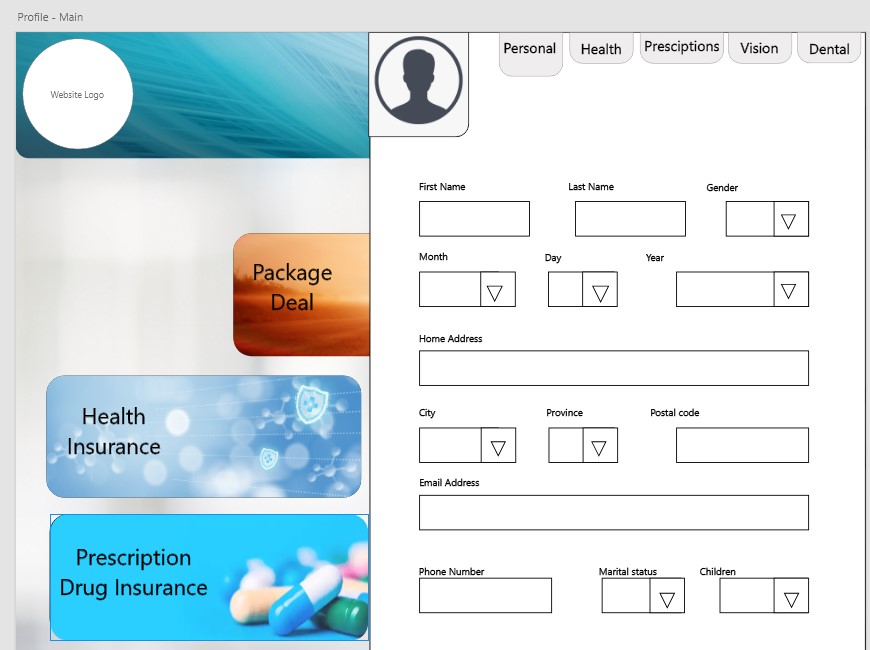 Profile - Main
Website Logo
Personal
Health
Presciptions
Vision
Dental
First Name
Last Name
Gender
Month
Day
Year
Package
Deal
Home Address
Health
Insurance
City
Province
Postal code
Email Address
Prescription
Drug Insurance
Phone Number
Marital status
Children